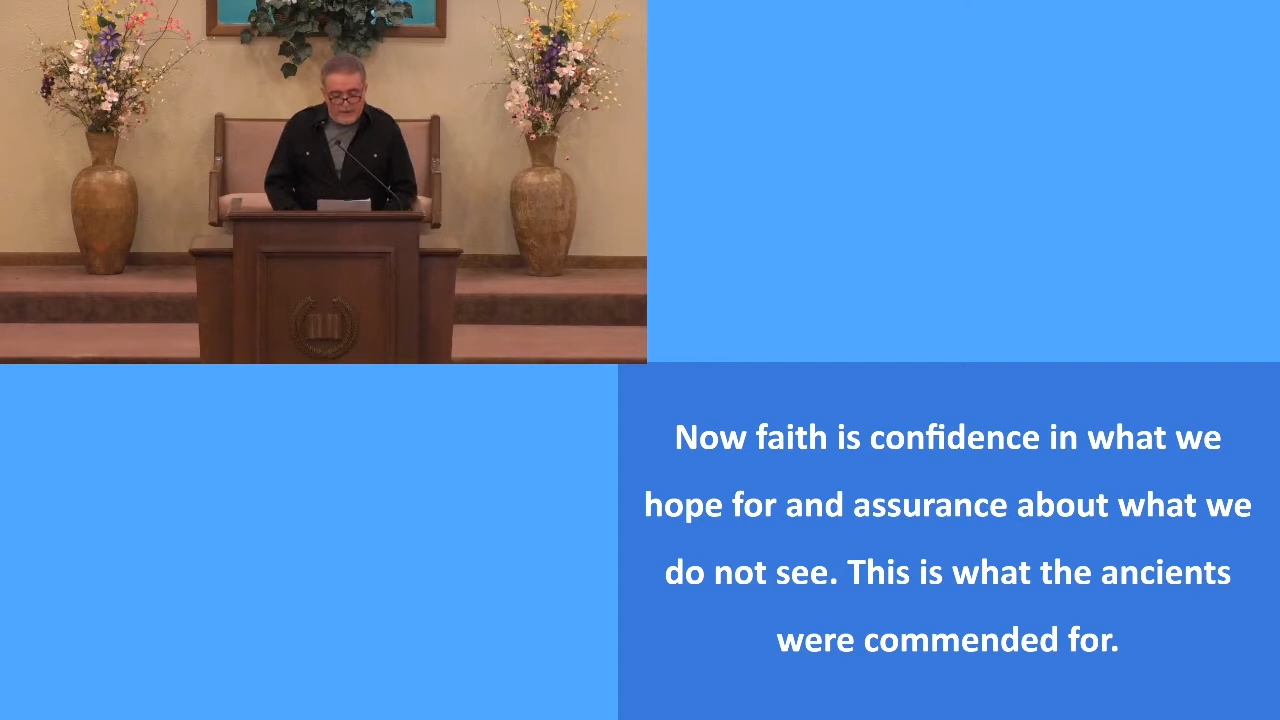 Now faith is confidence in what we
hope for and assurance about what we
do not see. This is what the ancients
were commended for.